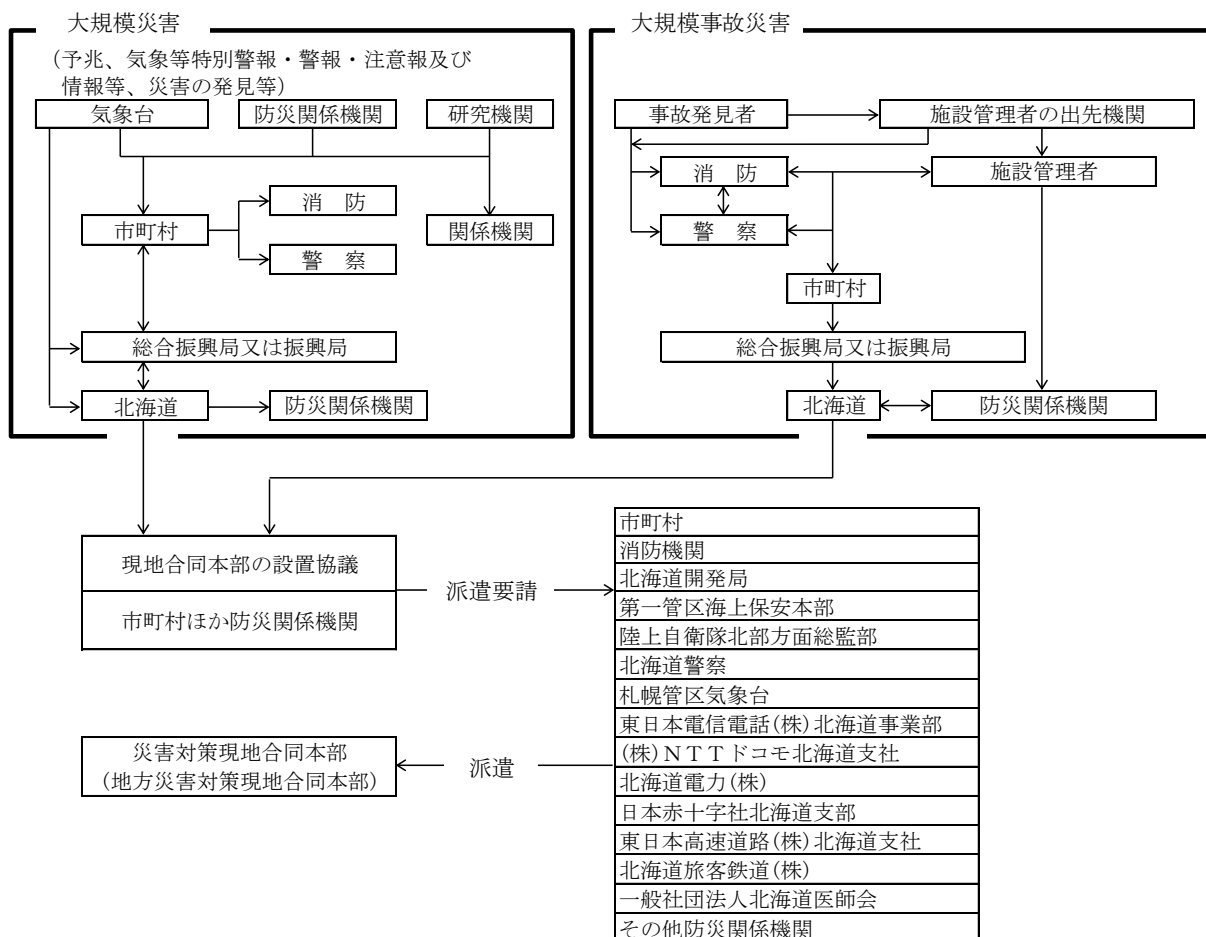 大規模災害
(予兆、気象等特別警報・警報・注意報及び
情報等、災害の発見等)
気象台
防災関係機関
研究機関
消　防
市町村
関係機関
警　察
総合振興局又は振興局
北海道
防災関係機関
大規模事故災害
事故発見者
施設管理者の出先機関
消　防
施設管理者
警　察
市町村
総合振興局又は振興局
北海道
防災関係機関
現地合同本部の設置協議
市町村ほか防災関係機関
派遣要請
市町村
消防機関
北海道開発局
第一管区海上保安本部
陸上自衛隊北部方面総監部
北海道警察
札幌管区気象台
東日本電信電話(株)北海道事業部
(株)ＮＴＴドコモ北海道支社
北海道電力(株)
日本赤十字社北海道支部
東日本高速道路(株)北海道支社
北海道旅客鉄道(株)
一般社団法人北海道医師会
その他防災関係機関
派遣
災害対策現地合同本部
(地方災害対策現地合同本部)